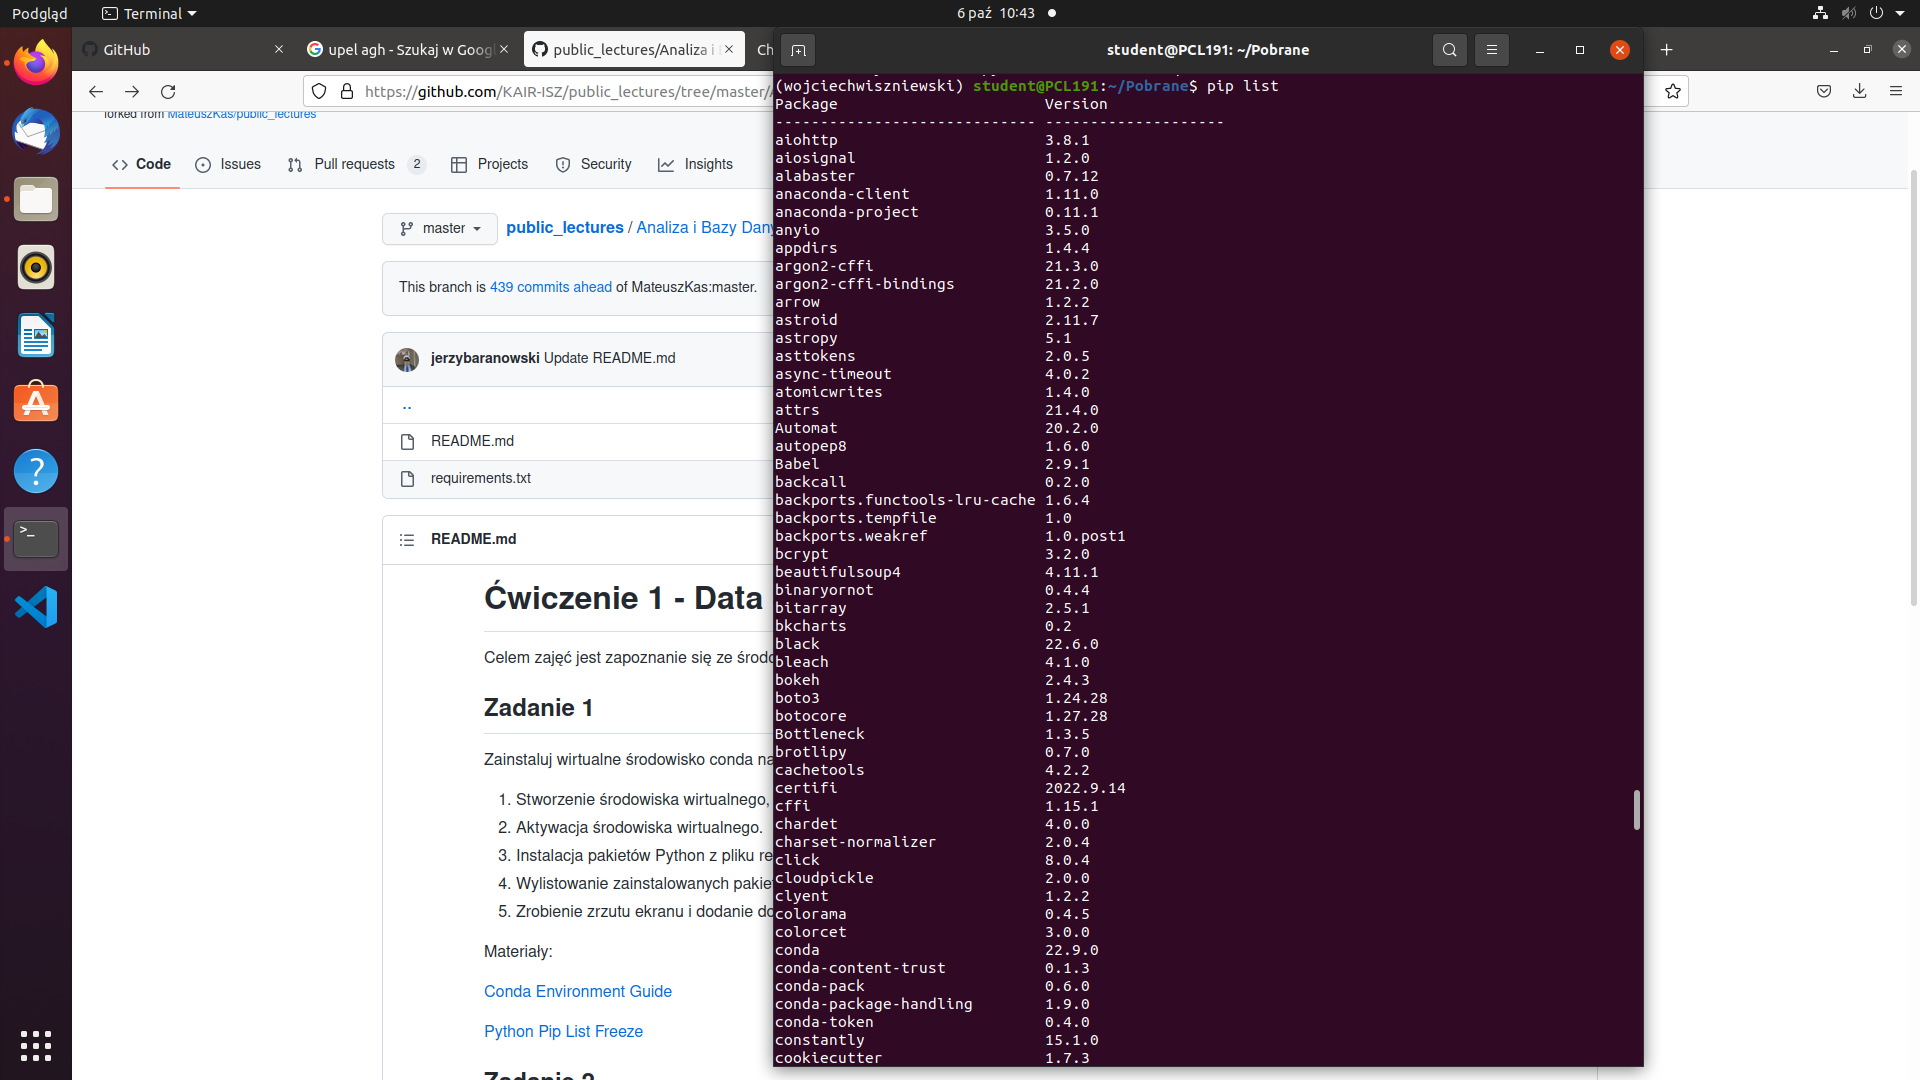 Podgląd
Terminal
6 paź 10:43
GitHub
upel agh - Szukaj w Goog
public_lectures/Analiza i
https://github.com/KAIR-ISZ/public_lectures/tree/master/
forked from MateuszKas/public_lectures
Code
Issues
Pull requests 2
Projects
Security
Insights
master
public_lectures / Analiza i Bazy Dany
This branch is 439 commits ahead of MateuszKas:master.
jerzybaranowski Update README.md
..
README.md
requirements.txt
README.md
Ćwiczenie 1 - Data
Celem zajęć jest zapoznanie się ze środo
Zadanie 1
Zainstaluj wirtualne środowisko conda na
1. Stworzenie środowiska wirtualnego,
2. Aktywacja środowiska wirtualnego.
3. Instalacja pakietów Python z pliku re
4. Wylistowanie zainstalowanych pakie
5. Zrobienie zrzutu ekranu i dodanie do
Materiały:
Conda Environment Guide
Python Pip List Freeze
Zadanie 2
student@PCL191: ~/Pobrane
(wojciechwiszniewski) student@PCL191:~/Pobrane$ pip list
Package Version
---------------------------- --------------------
aiohttp 3.8.1
aiosignal 1.2.0
alabaster 0.7.12
anaconda-client 1.11.0
anaconda-project 0.11.1
anyio 3.5.0
appdirs 1.4.4
argon2-cffi 21.3.0
argon2-cffi-bindings 21.2.0
arrow 1.2.2
astroid 2.11.7
astropy 5.1
asttokens 2.0.5
async-timeout 4.0.2
atomicwrites 1.4.0
attrs 21.4.0
Automat 20.2.0
autopep8 1.6.0
Babel 2.9.1
backcall 0.2.0
backports.functools-lru-cache 1.6.4
backports.tempfile 1.0
backports.weakref 1.0.post1
bcrypt 3.2.0
beautifulsoup4 4.11.1
binaryornot 0.4.4
bitarray 2.5.1
bkcharts 0.2
black 22.6.0
bleach 4.1.0
bokeh 2.4.3
boto3 1.24.28
botocore 1.27.28
Bottleneck 1.3.5
brotlipy 0.7.0
cachetools 4.2.2
certifi 2022.9.14
cffi 1.15.1
chardet 4.0.0
charset-normalizer 2.0.4
click 8.0.4
cloudpickle 2.0.0
clyent 1.2.2
colorama 0.4.5
colorcet 3.0.0
conda 22.9.0
conda-content-trust 0.1.3
conda-pack 0.6.0
conda-package-handling 1.9.0
conda-token 0.4.0
constantly 15.1.0
cookiecutter 1.7.3